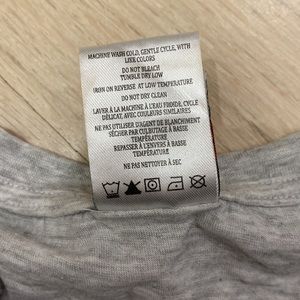 MACHINE WASH COLD, GENTLE CYCLE, WITH
LIKE COLORS
DO NOT BLEACH
TUMBLE DRY LOW
IRON ON REVERSE AT LOW TEMPERATURE
DO NOT DRY CLEAN
LAVER À LA MACHINE À L'EAU FROIDE, CYCLE
DÉLICAT, AVEC COULEURS SIMILAIRES
NE PAS UTILISER D'AGENT DE BLANCHIMENT
SÉCHER PAR CULBUTAGE À BASSE
TEMPÉRATURE
REPASSER À L'ENVERS À BASSE
TEMPÉRATURE
NE PAS NETTOYER À SEC